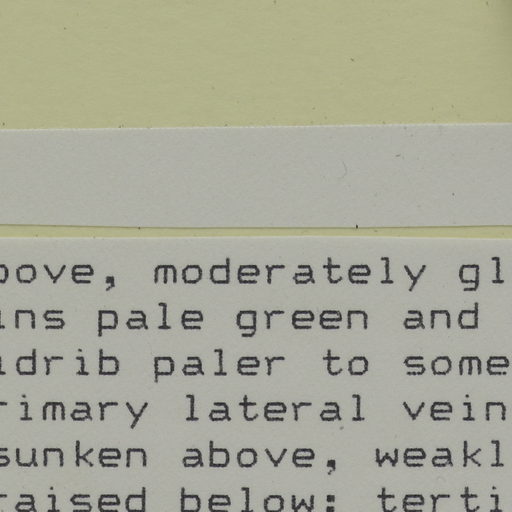 bove, moderately gl
ins pale green and
idrib paler to some
rimary lateral vein
sunken above, weakl
raised below; terti